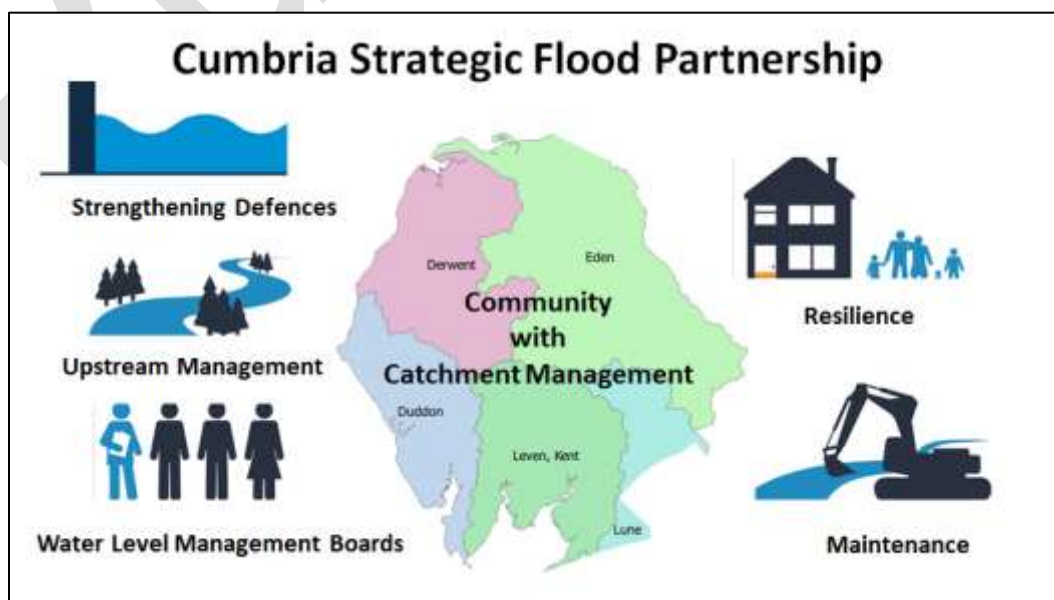 Cumbria Strategic Flood Partnership
Strengthening Defences
Upstream Management
Water Level Management Boards
Derwent
Eden
Community
with
Catchment Management
Duddon
Leven, Kent
Lune
Resilience
Maintenance